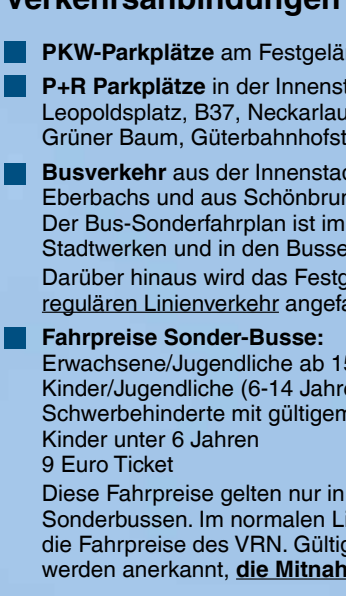 Verkehrsanbindungen
PKW-Parkplätze am Festgelä
P+R Parkplätze in der Innenst
Leopoldsplatz, B37, Neckarlau
Grüner Baum, Güterbahnhofst
Busverkehr aus der Innenstad
Eberbachs und aus Schönbrun
Der Bus-Sonderfahrplan ist im
Stadtwerken und in den Busse
Darüber hinaus wird das Festg
regulären Linienverkehr angefa
Fahrpreise Sonder-Busse:
Erwachsene/Jugendliche ab 15
Kinder/Jugendliche (6-14 Jahre
Schwerbehinderte mit gültigem
Kinder unter 6 Jahren
9 Euro Ticket
Diese Fahrpreise gelten nur in
Sonderbussen. Im normalen Li
die Fahrpreise des VRN. Gültig
werden anerkannt, die Mitnah